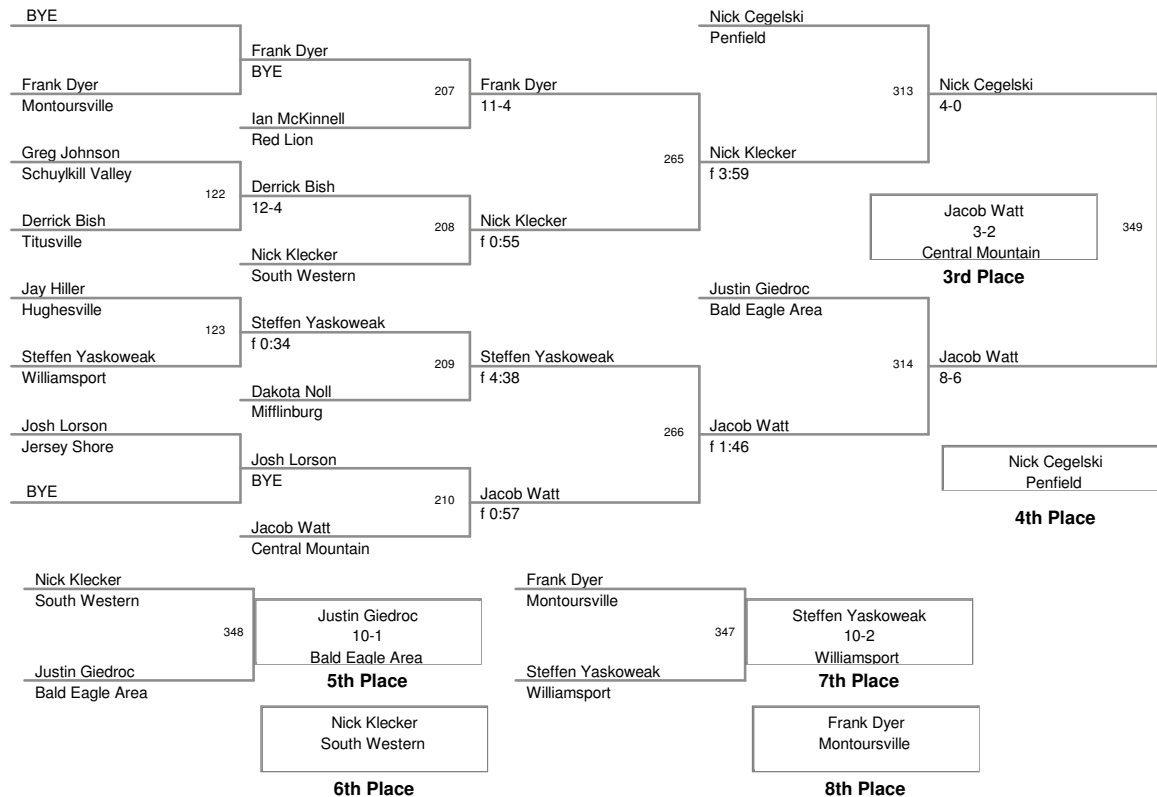 BYE
Frank Dyer
Montoursville
Greg Johnson
Schuylkill Valley
122
Derrick Bish
Titusville
Jay Hiller
Hughesville
123
Steffen Yaskoweak
Williamsport
Josh Lorson
Jersey Shore
BYE
Frank Dyer
BYE
207
Ian McKinnell
Red Lion
Derrick Bish
12-4
208
Nick Klecker
South Western
Steffen Yaskoweak
f 0:34
209
Dakota Noll
Mifflinburg
Josh Lorson
BYE
210
Jacob Watt
Central Mountain
Frank Dyer
11-4
265
Nick Klecker
f 0:55
Steffen Yaskoweak
f 4:38
266
Jacob Watt
f 0:57
Nick Cegelski
Penfield
313
Nick Klecker
f 3:59
Justin Giedroc
Bald Eagle Area
314
Jacob Watt
f 1:46
Nick Cegelski
4-0
349
Jacob Watt
8-6
Jacob Watt
3-2
Central Mountain
3rd Place
Nick Cegelski
Penfield
4th Place
Nick Klecker
South Western
348
Justin Giedroc
Bald Eagle Area
Justin Giedroc
10-1
Bald Eagle Area
5th Place
Nick Klecker
South Western
6th Place
Frank Dyer
Montoursville
347
Steffen Yaskoweak
Williamsport
Steffen Yaskoweak
10-2
Williamsport
7th Place
Frank Dyer
Montoursville
8th Place